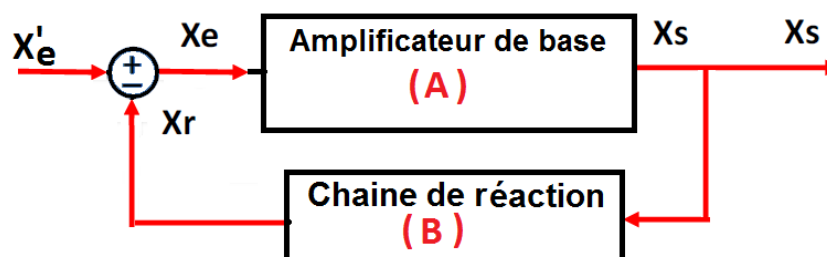 X'e
Xe
Amplificateur de base
(A)
Xs
Xs
+
−
Xr
Chaine de réaction
(B)